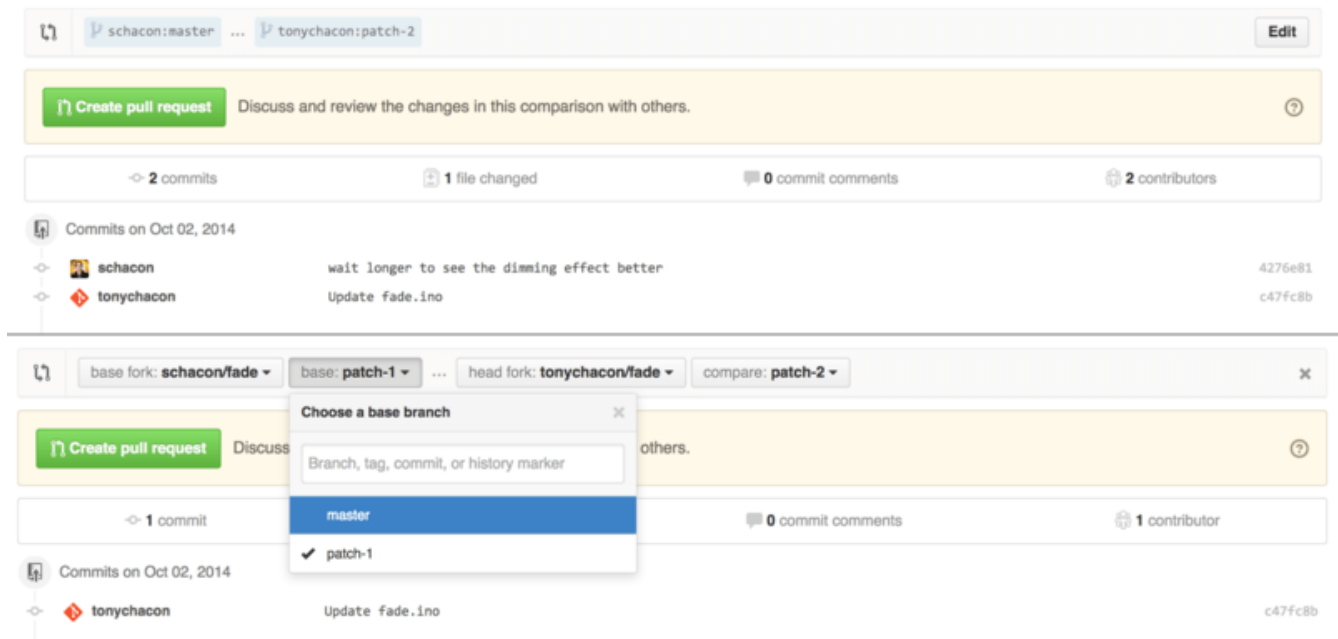 schacon:master ... tonychacon:patch-2 Edit
Create pull request Discuss and review the changes in this comparison with others.
2 commits 1 file changed 0 commit comments 2 contributors
Commits on Oct 02, 2014
schacon wait longer to see the dimming effect better 4276e81
tonychacon Update fade.ino c47fc8b
base fork: schacon/fade base: patch-1 ... head fork: tonychacon/fade compare: patch-2
Choose a base branch
Create pull request Discuss others.
Branch, tag, commit, or history marker
master
1 commit 0 commit comments 1 contributor
patch-1
Commits on Oct 02, 2014
tonychacon Update fade.ino c47fc8b